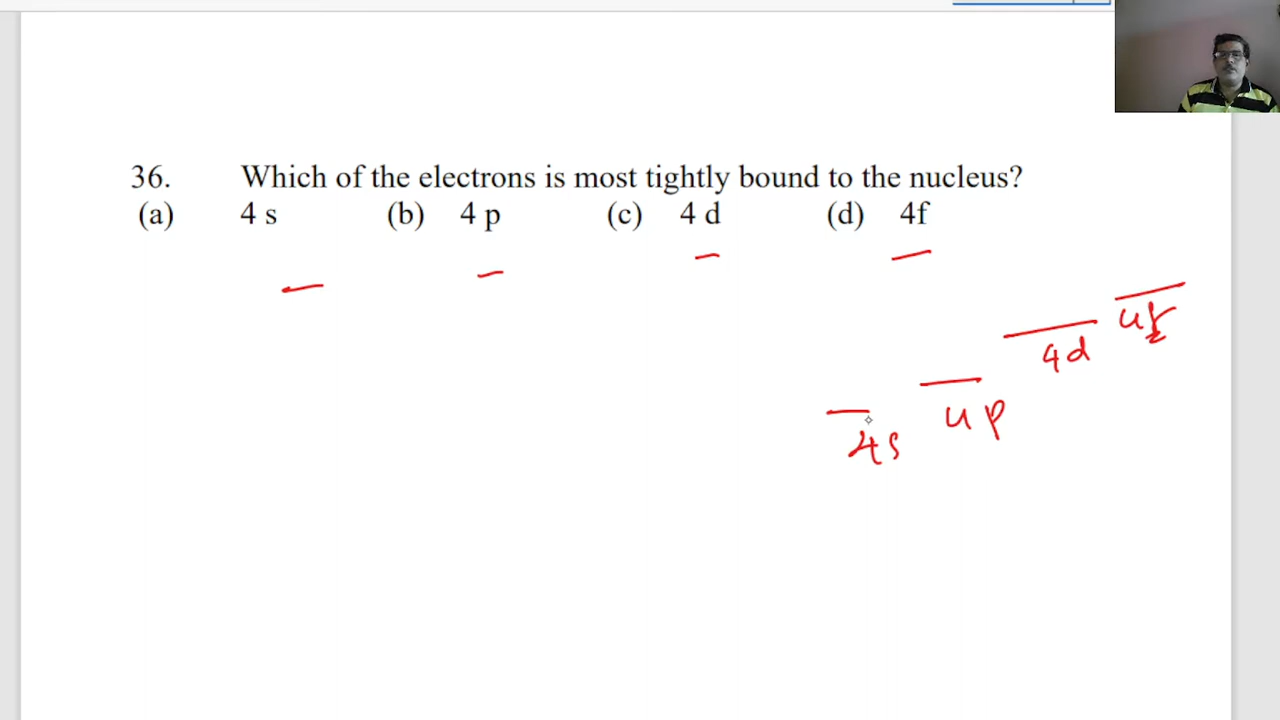 36. Which of the electrons is most tightly bound to the nucleus?
(a) 4 s (b) 4 p (c) 4 d (d) 4f
4f
4d
4p
4s